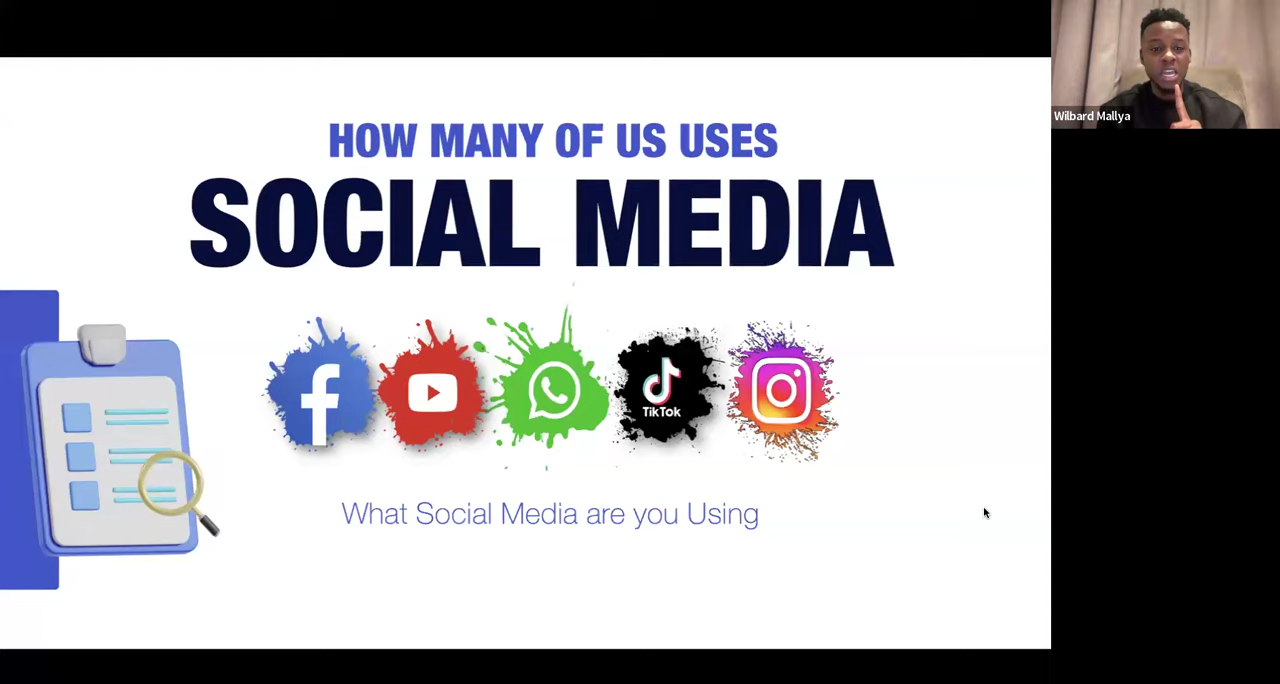 HOW MANY OF US USES
SOCIAL MEDIA
TikTok
What Social Media are you Using
Wilbard Mallya